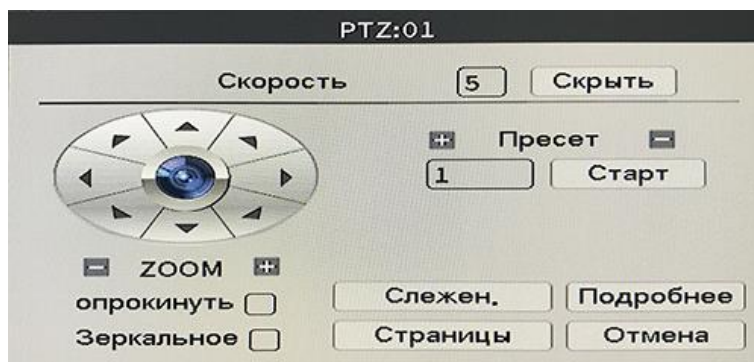 PTZ:01
Скорость 5 Скрыть
Пресет
1 Старт
ZOOM
опрокинуть Слежен. Подробнее
Зеркальное Страницы Отмена